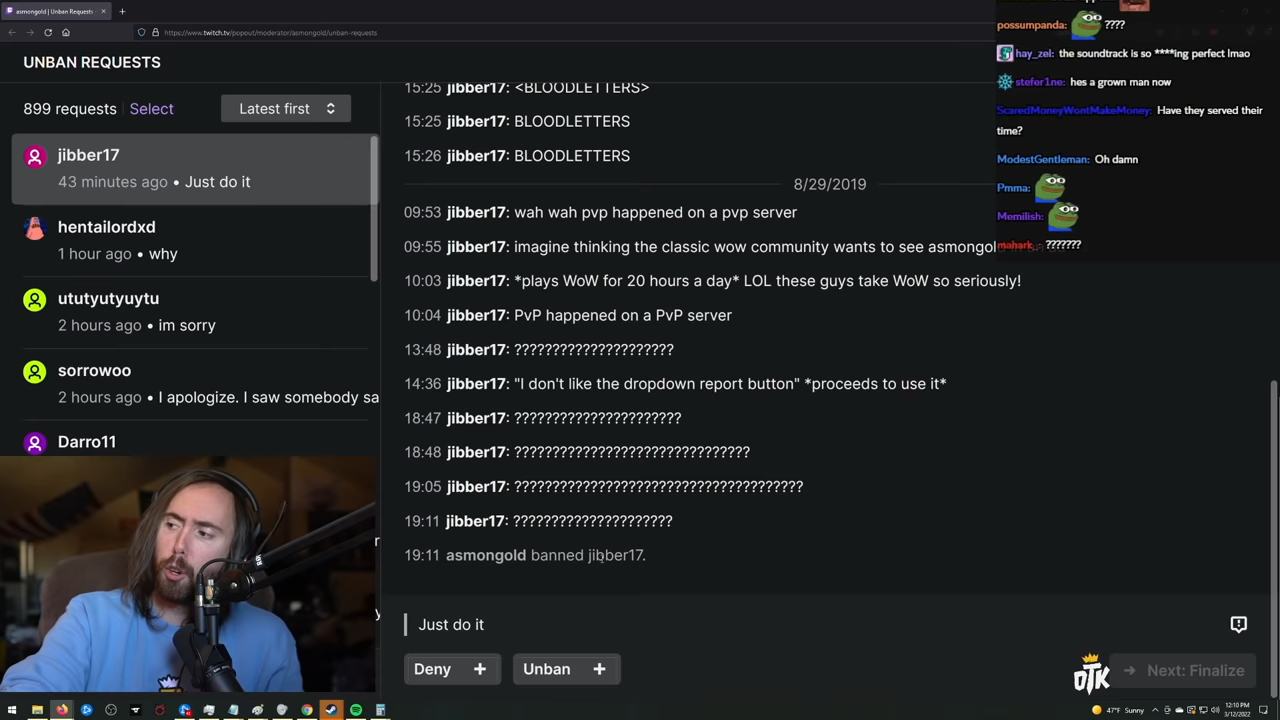 asmongold | Unban Requests
https://www.twitch.tv/popout/moderator/asmongold/unban-requests
UNBAN REQUESTS
899 requests Select Latest first
jibber17
43 minutes ago • Just do it
hentailordxd
1 hour ago • why
ututyutyuytu
2 hours ago • im sorry
sorrowoo
2 hours ago • I apologize. I saw somebody sa
Darro11
15:25 jibber17: <BLOODLETTERS>
15:25 jibber17: BLOODLETTERS
15:26 jibber17: BLOODLETTERS
8/29/2019
09:53 jibber17: wah wah pvp happened on a pvp server
09:55 jibber17: imagine thinking the classic wow community wants to see asmongol
10:03 jibber17: *plays WoW for 20 hours a day* LOL these guys take WoW so seriously!
10:04 jibber17: PvP happened on a PvP server
13:48 jibber17: ?????????????????????
14:36 jibber17: "I don't like the dropdown report button" *proceeds to use it*
18:47 jibber17: ??????????????????????
18:48 jibber17: ???????????????????????????????
19:05 jibber17: ??????????????????????????????????????
19:11 jibber17: ?????????????????????
19:11 asmongold banned jibber17.
Just do it
Deny + Unban +
Next: Finalize
OTK
possumpanda: ????
hay_zel: the soundtrack is so ****ing perfect lmao
stefer1ne: hes a grown man now
ScaredMoneyWontMakeMoney: Have they served their
time?
ModestGentleman: Oh damn
Pmma:
Memilish:
mahark: ???????
47°F Sunny
12:10 PM
3/12/2022